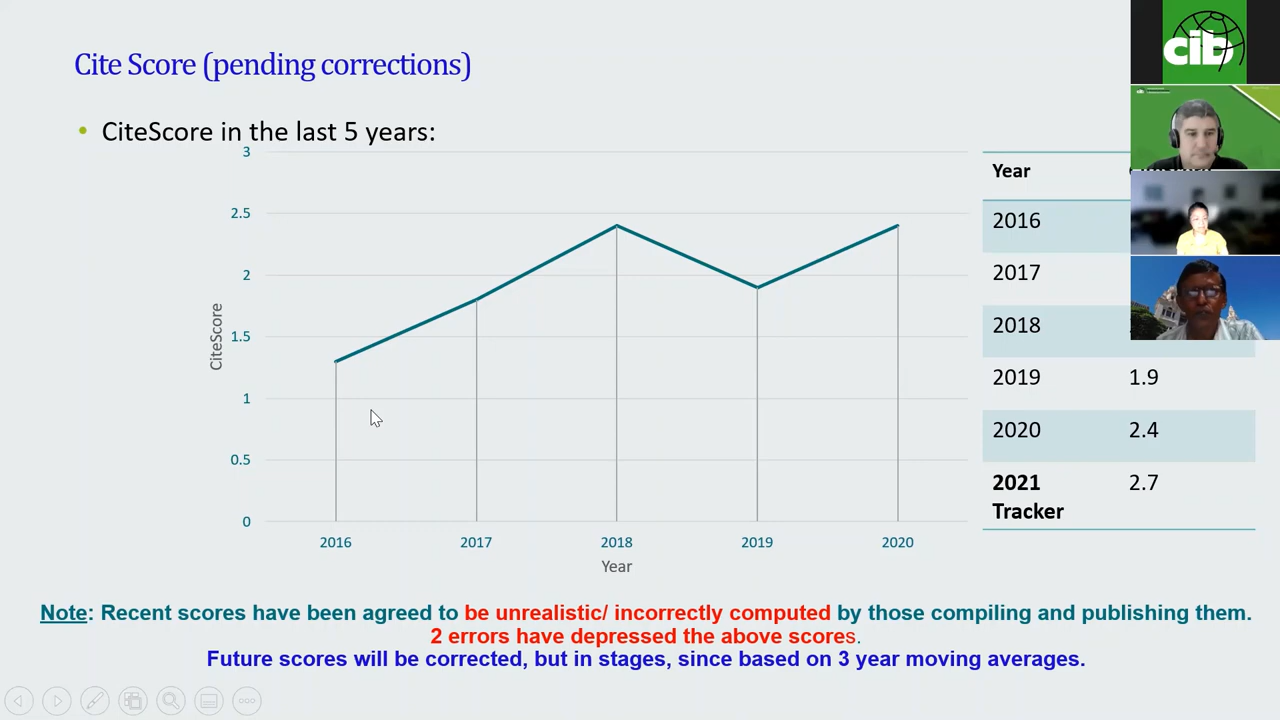 Cite Score (pending corrections)
• CiteScore in the last 5 years:
3
2.5
2
1.5
1
0.5
0
CiteScore
2016 2017 2018 2019 2020
Year
Year
2016
2017
2018
2019 1.9
2020 2.4
2021 2.7
Tracker
Note: Recent scores have been agreed to be unrealistic/ incorrectly computed by those compiling and publishing them.
2 errors have depressed the above scores.
Future scores will be corrected, but in stages, since based on 3 year moving averages.
cib
cib